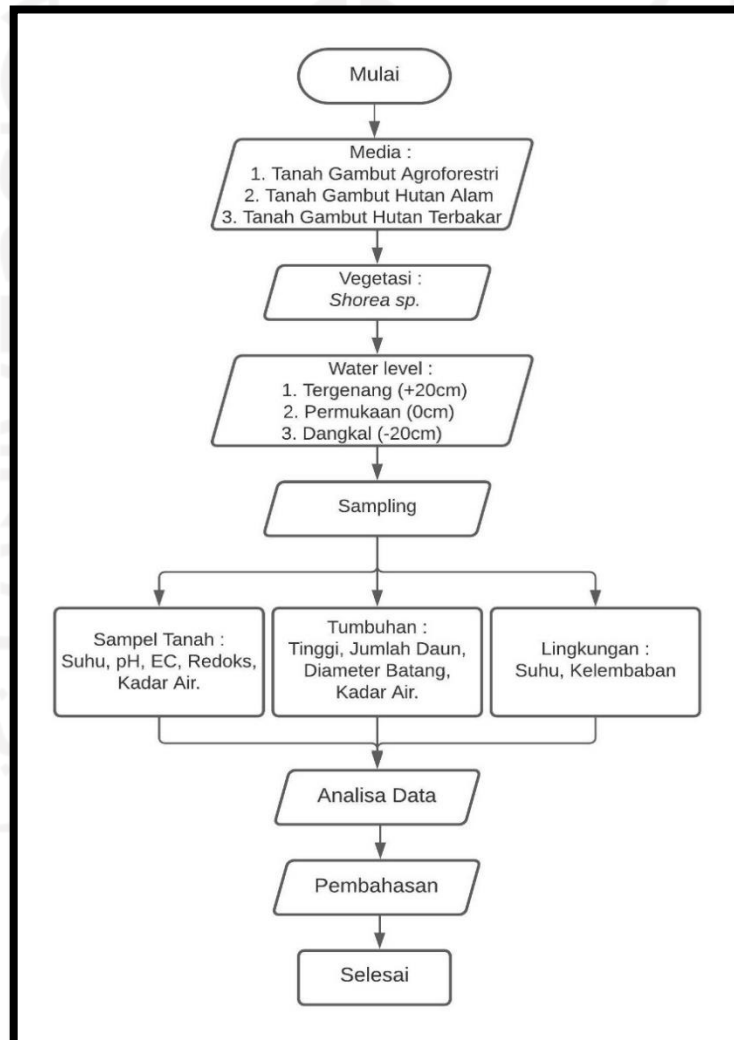 Mulai
Media :
1. Tanah Gambut Agroforestri
2. Tanah Gambut Hutan Alam
3. Tanah Gambut Hutan Terbakar
Vegetasi :
Shorea sp.
Water level :
1. Tergenang (+20cm)
2. Permukaan (0cm)
3. Dangkal (-20cm)
Sampling
Sampel Tanah :
Suhu, pH, EC, Redoks,
Kadar Air.
Tumbuhan :
Tinggi, Jumlah Daun,
Diameter Batang,
Kadar Air.
Lingkungan :
Suhu, Kelembaban
Analisa Data
Pembahasan
Selesai